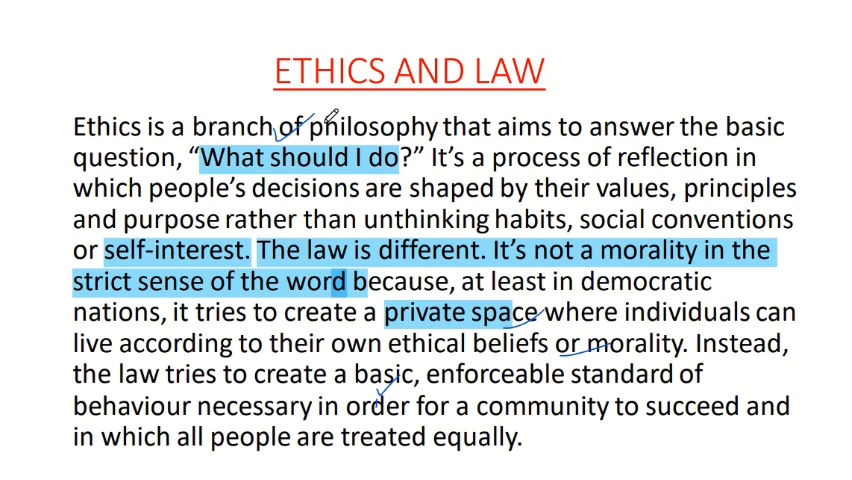 ETHICS AND LAW
Ethics is a branch of philosophy that aims to answer the basic
question, “What should I do?” It’s a process of reflection in
which people’s decisions are shaped by their values, principles
and purpose rather than unthinking habits, social conventions
or self-interest. The law is different. It’s not a morality in the
strict sense of the word because, at least in democratic
nations, it tries to create a private space where individuals can
live according to their own ethical beliefs or morality. Instead,
the law tries to create a basic, enforceable standard of
behaviour necessary in order for a community to succeed and
in which all people are treated equally.